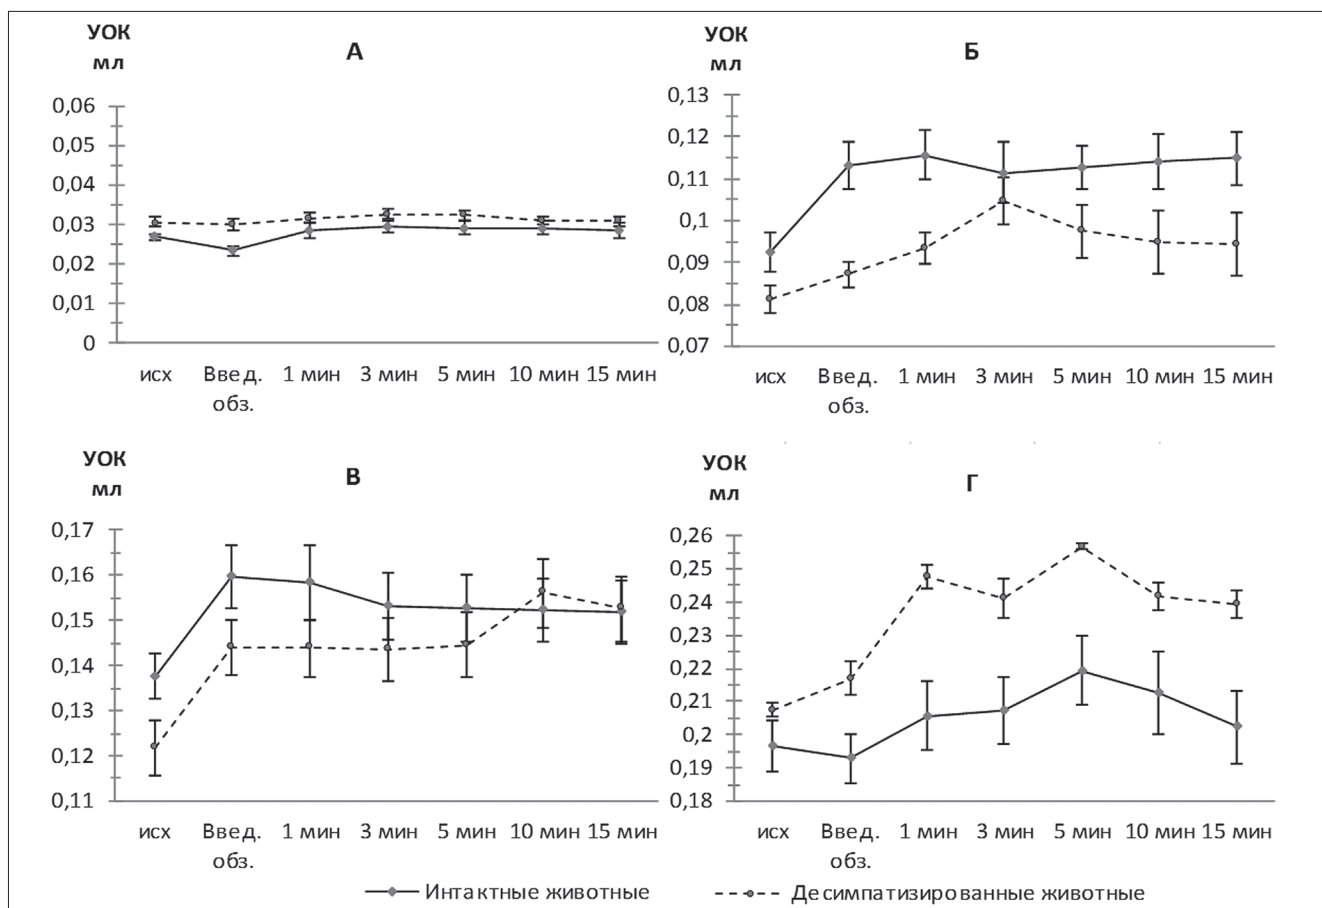 УОК
мл
А
0,06
0,05
0,04
0,03
0,02
0,01
0
исх Введ. 1 мин 3 мин 5 мин 10 мин 15 мин
обз.
УОК
мл
Б
0,13
0,12
0,11
0,1
0,09
0,08
0,07
исх Введ. 1 мин 3 мин 5 мин 10 мин 15 мин
обз.
УОК
мл
В
0,17
0,16
0,15
0,14
0,13
0,12
0,11
исх Введ. 1 мин 3 мин 5 мин 10 мин 15 мин
обз.
УОК
мл
Г
0,26
0,25
0,24
0,23
0,22
0,21
0,2
0,19
0,18
исх Введ. 1 мин 3 мин 5 мин 10 мин 15 мин
обз.
Интактные животные Десимпатизированные животные